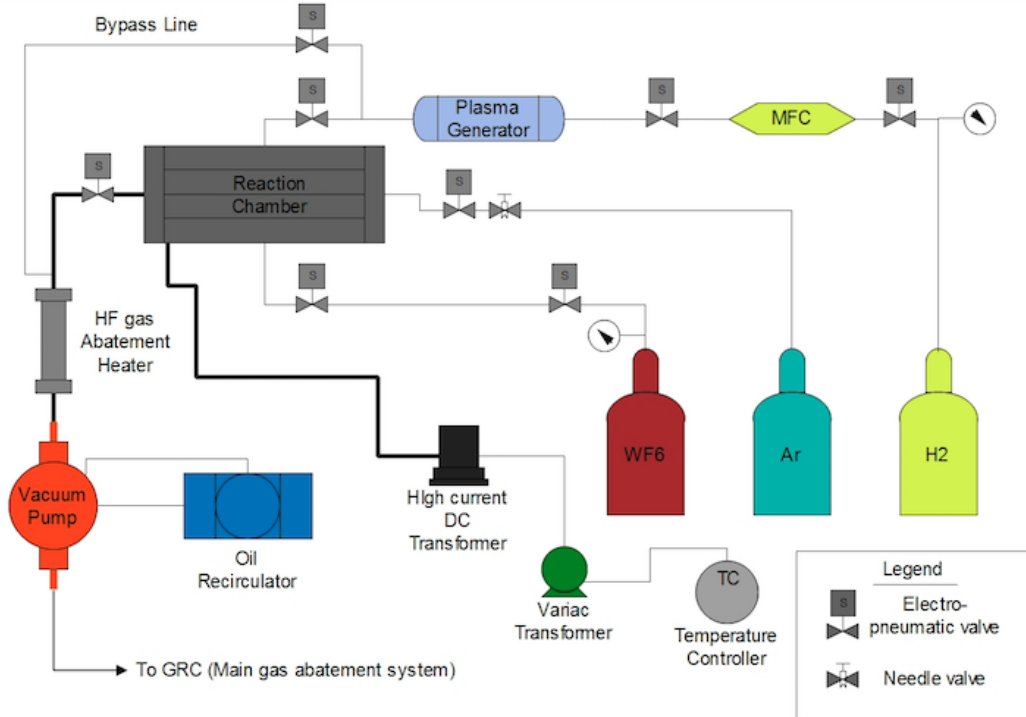 S
Bypass Line
S
S
S
Plasma
Generator
MFC
S
S
Reaction
Chamber
S
S
HF gas
Abatement
Heater
WF6
Ar
H2
Vacuum
Pump
HIgh current
DC
Transformer
Oil
Recirculator
TC
Variac
Transformer
Temperature
Controller
Legend
S
Electro-
pneumatic valve
Needle valve
To GRC (Main gas abatement system)